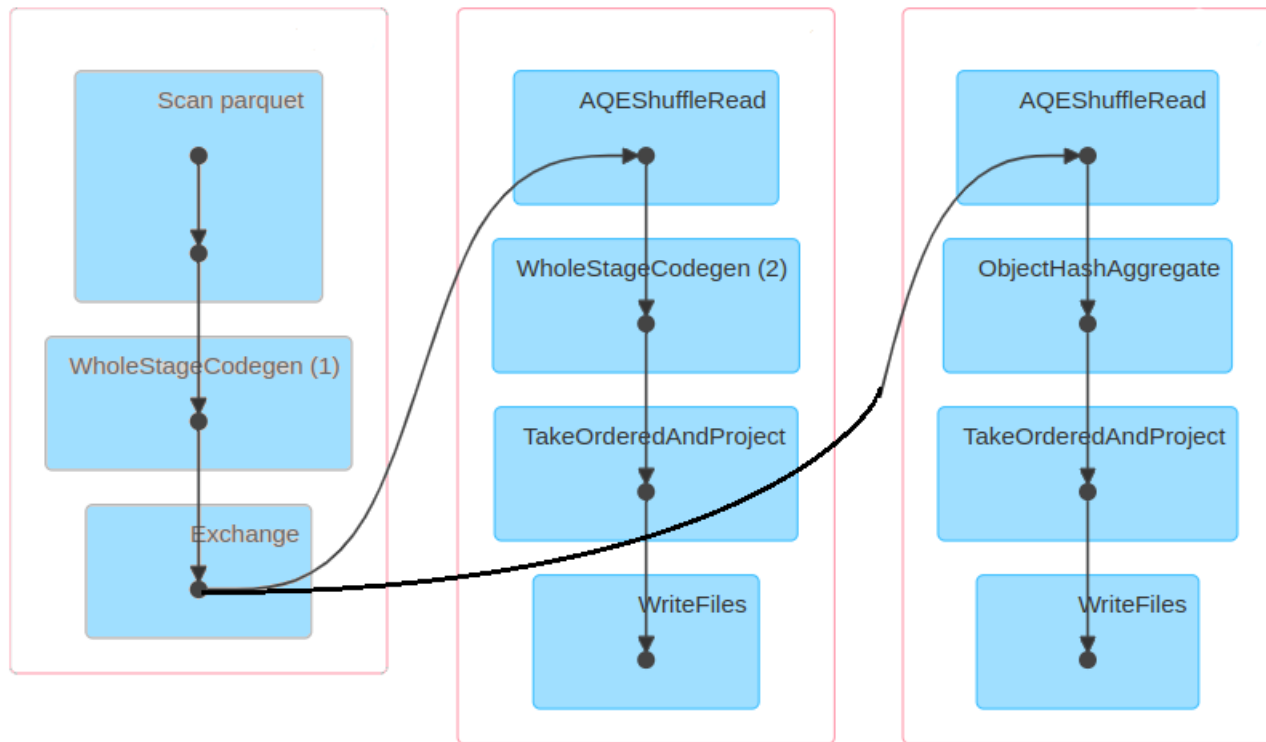 Scan parquet
WholeStageCodegen (1)
Exchange
AQEShuffleRead
WholeStageCodegen (2)
TakeOrderedAndProject
WriteFiles
AQEShuffleRead
ObjectHashAggregate
TakeOrderedAndProject
WriteFiles